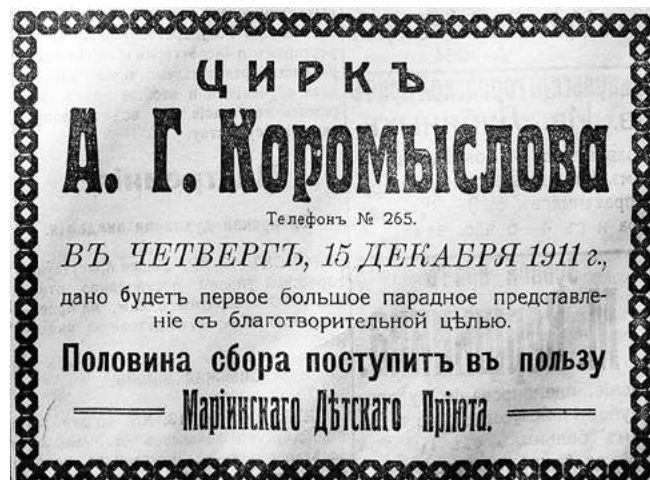 ЦИРКЪ
А. Г. Коромыслова
Телефонъ № 265.
ВЪ ЧЕТВЕРГЪ, 15 ДЕКАБРЯ 1911 г.,
дано будетъ первое большое парадное представле-
ніе съ благотворительной цѣлью.
Половина сбора поступитъ въ пользу
Маріинскаго Дѣтскаго Пріюта.